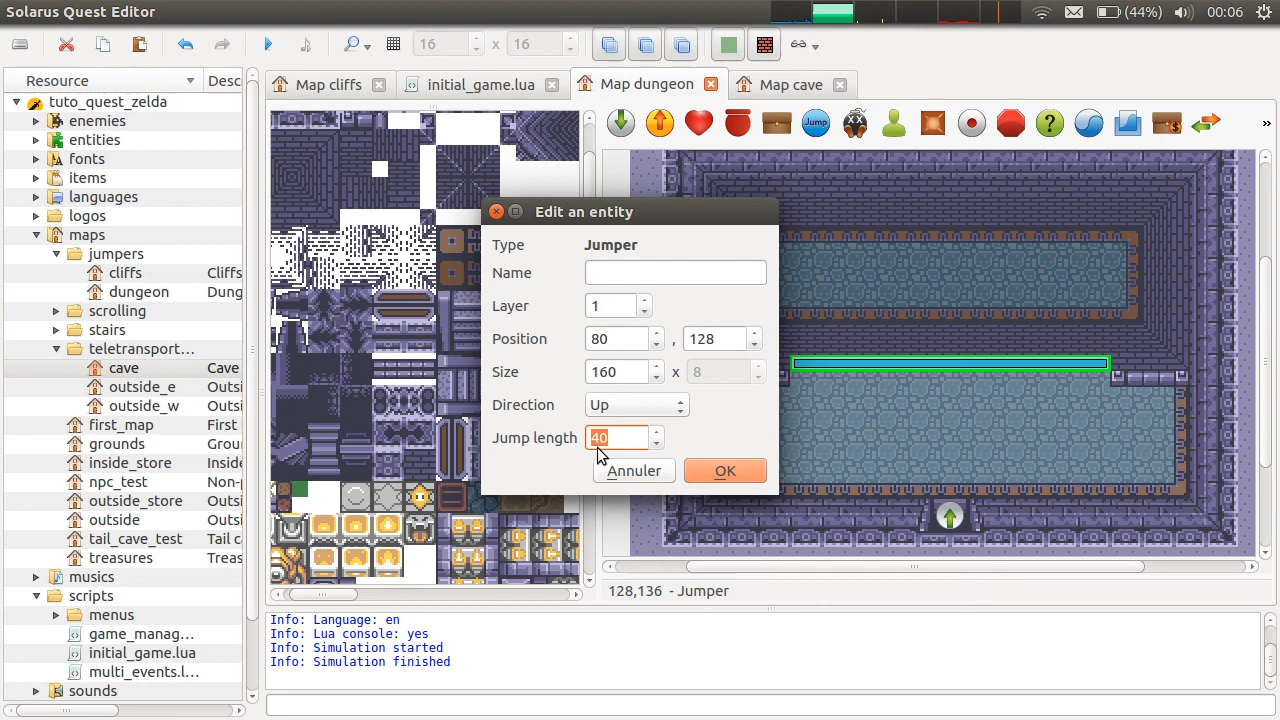 Solarus Quest Editor
(44%)
00:06
16 x 16
Resource
Desc
Map cliffs
initial_game.lua
Map dungeon
Map cave
tuto_quest_zelda
enemies
entities
fonts
items
languages
logos
maps
jumpers
cliffs Cliffs
dungeon Dung
scrolling
stairs
teletransport...
cave Cave
outside_e Outsi
outside_w Outsi
first_map First
grounds Groun
inside_store Inside
npc_test Non-p
outside_store Outsi
outside Outsi
tail_cave_test Tail c
treasures Treas
musics
scripts
menus
game_manag...
initial_game.lua
multi_events.l...
sounds
Jump
»
Edit an entity
Type Jumper
Name
Layer 1
Position 80 , 128
Size 160 x 8
Direction Up
Jump length 40
Annuler OK
128,136 - Jumper
Info: Language: en
Info: Lua console: yes
Info: Simulation started
Info: Simulation finished